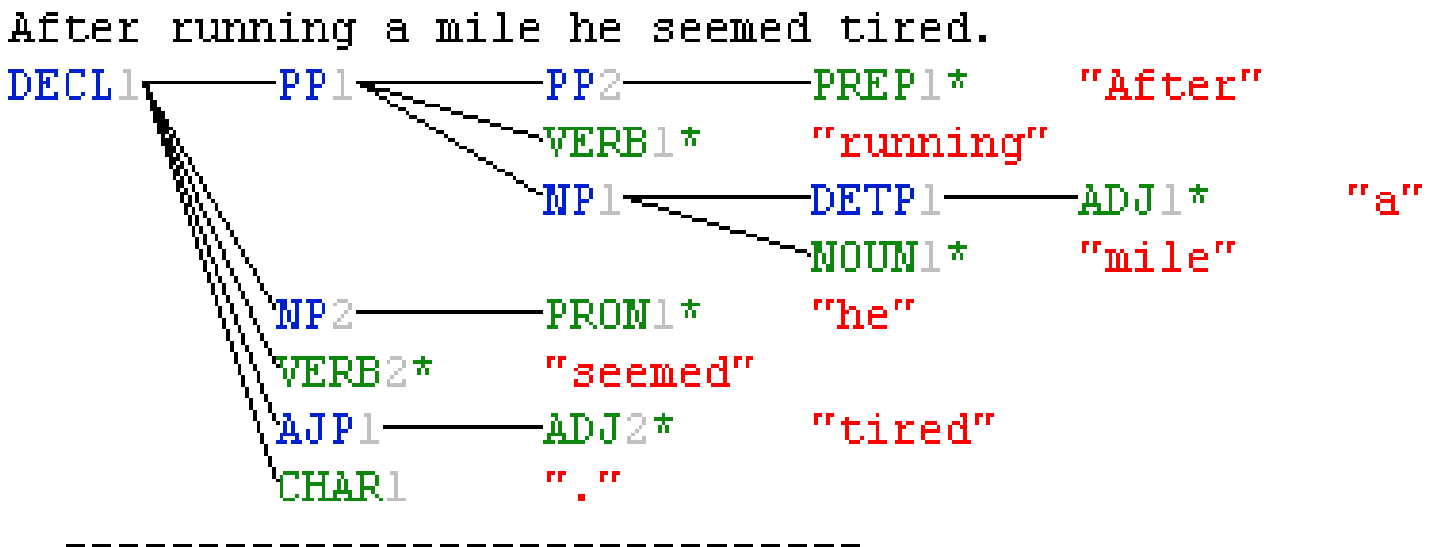 After running a mile he seemed tired.
DECL1 PP1 PP2 PREP1* "After"
VERB1* "running"
NP1 DETP1 ADJ1* "a"
NOUN1* "mile"
NP2 PRON1* "he"
VERB2* "seemed"
AJP1 ADJ2* "tired"
CHAR1 "."